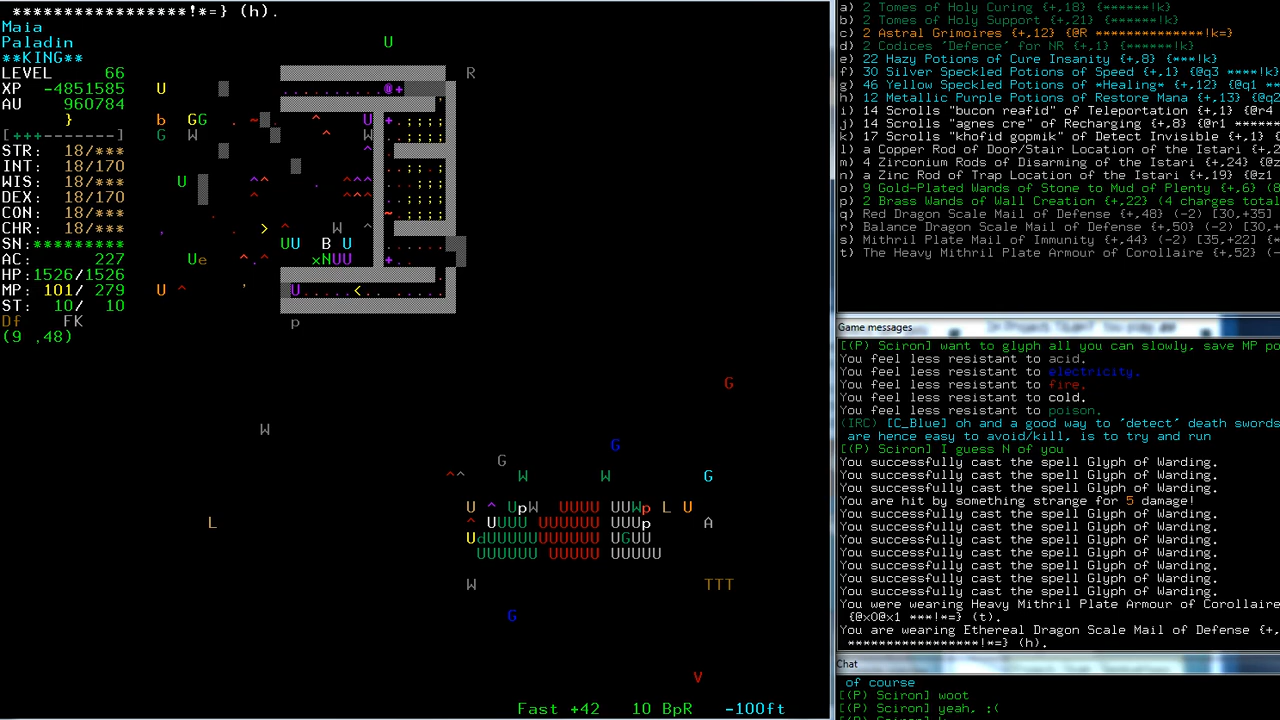 *****************!*=} (h).
Maia
Paladin
**KING**
LEVEL 66
XP -4851585
AU 960784
}
[+++-------]
STR: 18/***
INT: 18/170
WIS: 18/***
DEX: 18/170
CON: 18/***
CHR: 18/***
SN:*********
AC: 227
HP:1526/1526
MP: 101/ 279
ST: 10/ 10
Df FK
(9 ,48)
Fast +42 10 BpR -100ft
a) 2 Tomes of Holy Curing {+,18} {******!k}
b) 2 Tomes of Holy Support {+,21} {******!k}
c) 2 Astral Grimoires {+,12} {@R **************!k=}
d) 2 Codices ´Defence´ for NR {+,1} {******!k}
e) 22 Hazy Potions of Cure Insanity {+,8} {***!k}
f) 30 Silver Speckled Potions of Speed {+,1} {@q3 ****!k}
g) 46 Yellow Speckled Potions of *Healing* {+,12} {@q1
h) 12 Metallic Purple Potions of Restore Mana {+,13} {@q2
i) 14 Scrolls "bucon reafid" of Teleportation {+,1} {@r4
j) 14 Scrolls "agnes cre" of Recharging {+,8} {@r1 ******
k) 17 Scrolls "khofid gopmik" of Detect Invisible {+,1}
l) a Copper Rod of Door/Stair Location of the Istari {+,2
m) 4 Zirconium Rods of Disarming of the Istari {+,24} {@z
n) a Zinc Rod of Trap Location of the Istari {+,19} {@z1
o) 9 Gold-Plated Wands of Stone to Mud of Plenty {+,6} (8
p) 2 Brass Wands of Wall Creation {+,22} (4 charges total
q) Red Dragon Scale Mail of Defense {+,48} (-2) [30,+35]
r) Balance Dragon Scale Mail of Defense {+,50} (-2) [30,
s) Mithril Plate Mail of Immunity {+,44} (-2) [35,+22] {
t) The Heavy Mithril Plate Armour of Corollaire {+,52} (-
Game messages
[(P) Sciron] want to glyph all you can slowly, save MP po
You feel less resistant to acid.
You feel less resistant to electricity.
You feel less resistant to fire.
You feel less resistant to cold.
You feel less resistant to poison.
(IRC) [C_Blue] oh and a good way to ´detect´ death swords
are hence easy to avoid/kill, is to try and run
[(P) Sciron] I guess N of you
You successfully cast the spell Glyph of Warding.
You successfully cast the spell Glyph of Warding.
You successfully cast the spell Glyph of Warding.
You are hit by something strange for 5 damage!
You successfully cast the spell Glyph of Warding.
You successfully cast the spell Glyph of Warding.
You successfully cast the spell Glyph of Warding.
You successfully cast the spell Glyph of Warding.
You successfully cast the spell Glyph of Warding.
You successfully cast the spell Glyph of Warding.
You successfully cast the spell Glyph of Warding.
You were wearing Heavy Mithril Plate Armour of Corollaire
{@xO@x1 ***!*=} (t).
You are wearing Ethereal Dragon Scale Mail of Defense {+,
*****************!*=} (h).
Chat
of course
[(P) Sciron] woot
[(P) Sciron] yeah, :(